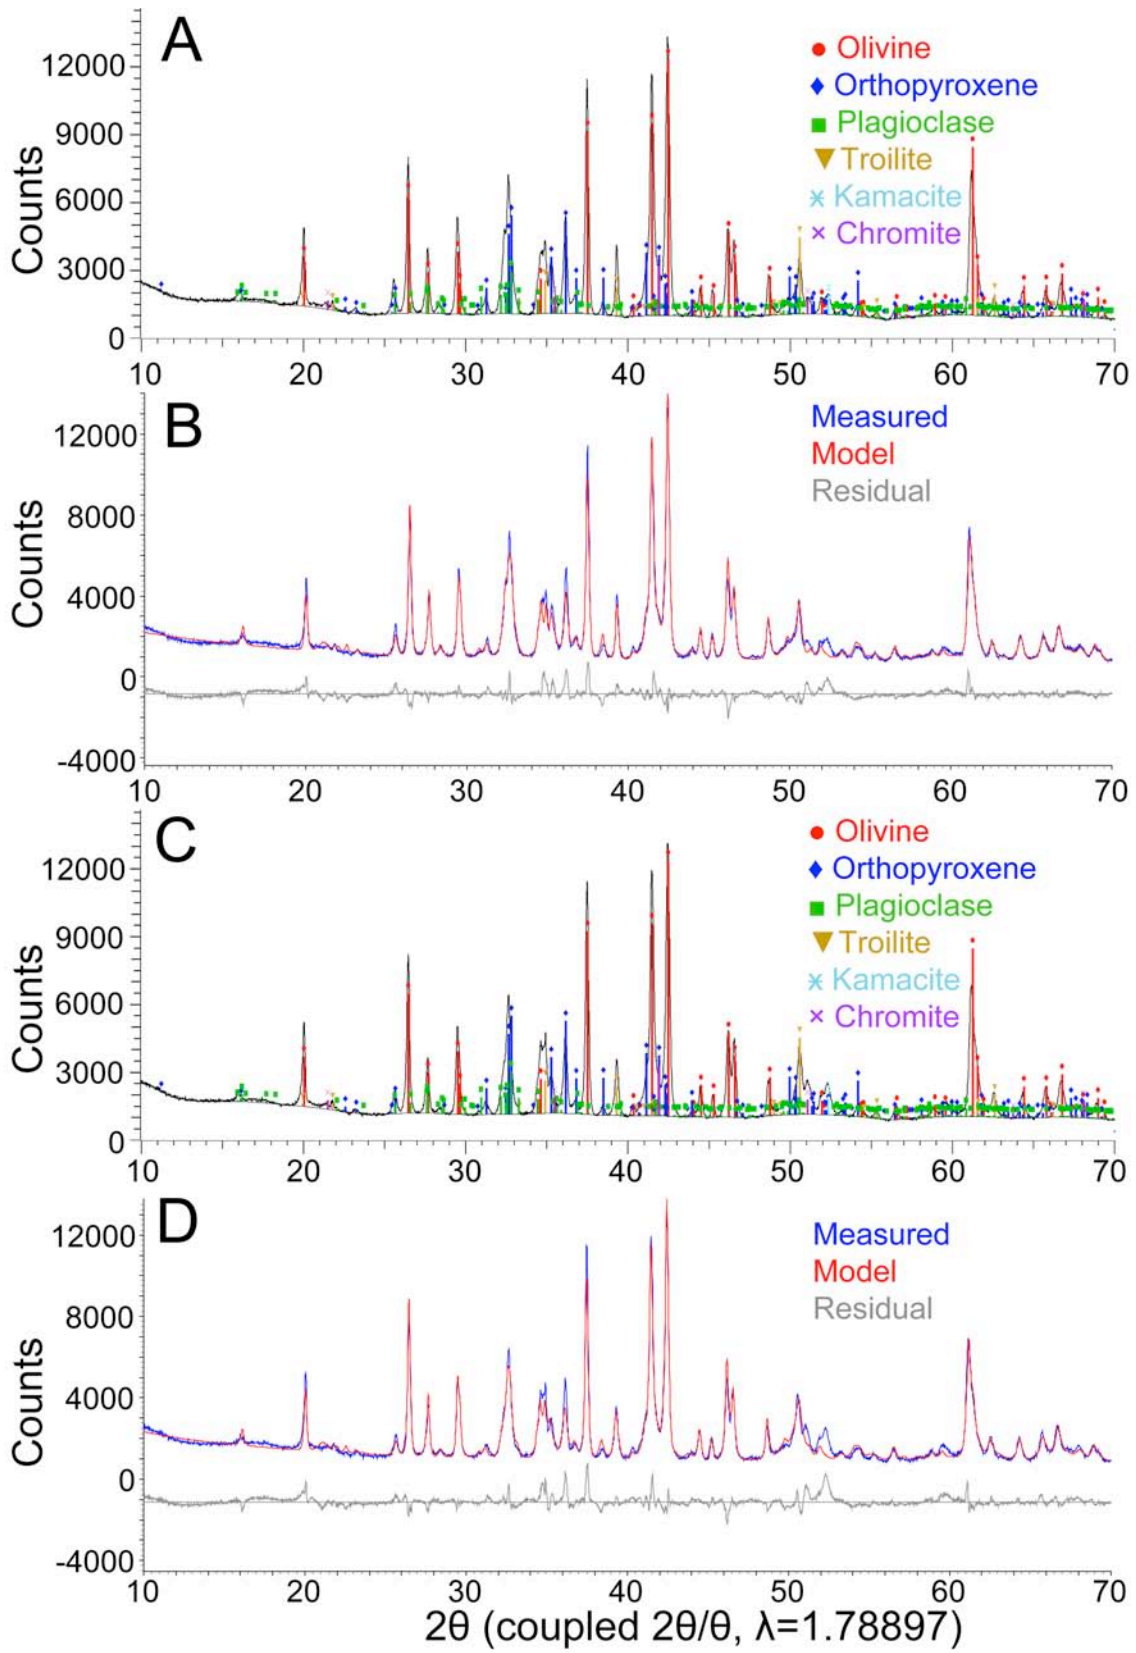 A
Counts
12000
9000
6000
3000
0
10 20 30 40 50 60 70
Olivine
Orthopyroxene
Plagioclase
Troilite
Kamacite
Chromite
B
Counts
12000
8000
4000
0
-4000
10 20 30 40 50 60 70
Measured
Model
Residual
C
Counts
12000
9000
6000
3000
0
10 20 30 40 50 60 70
Olivine
Orthopyroxene
Plagioclase
Troilite
Kamacite
Chromite
D
Counts
12000
8000
4000
0
-4000
10 20 30 40 50 60 70
Measured
Model
Residual
2θ (coupled 2θ/θ, λ=1.78897)